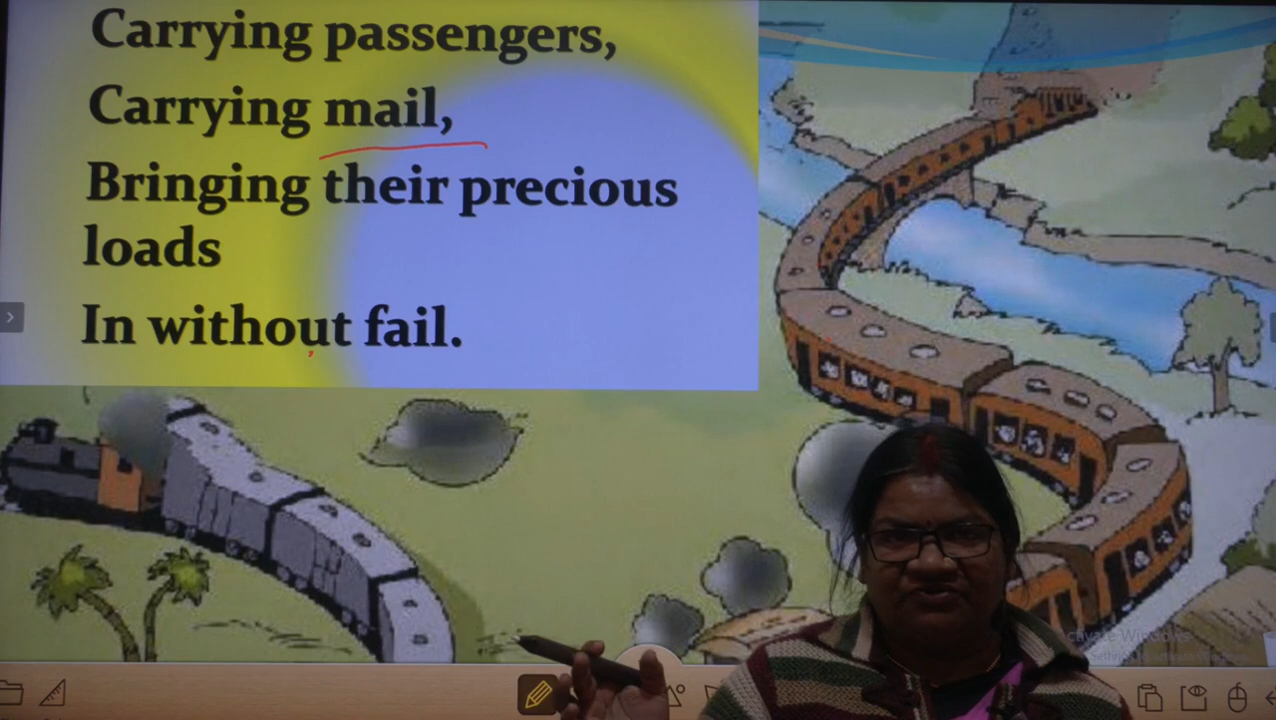 Carrying passengers,
Carrying mail,
Bringing their precious
loads
In without fail.